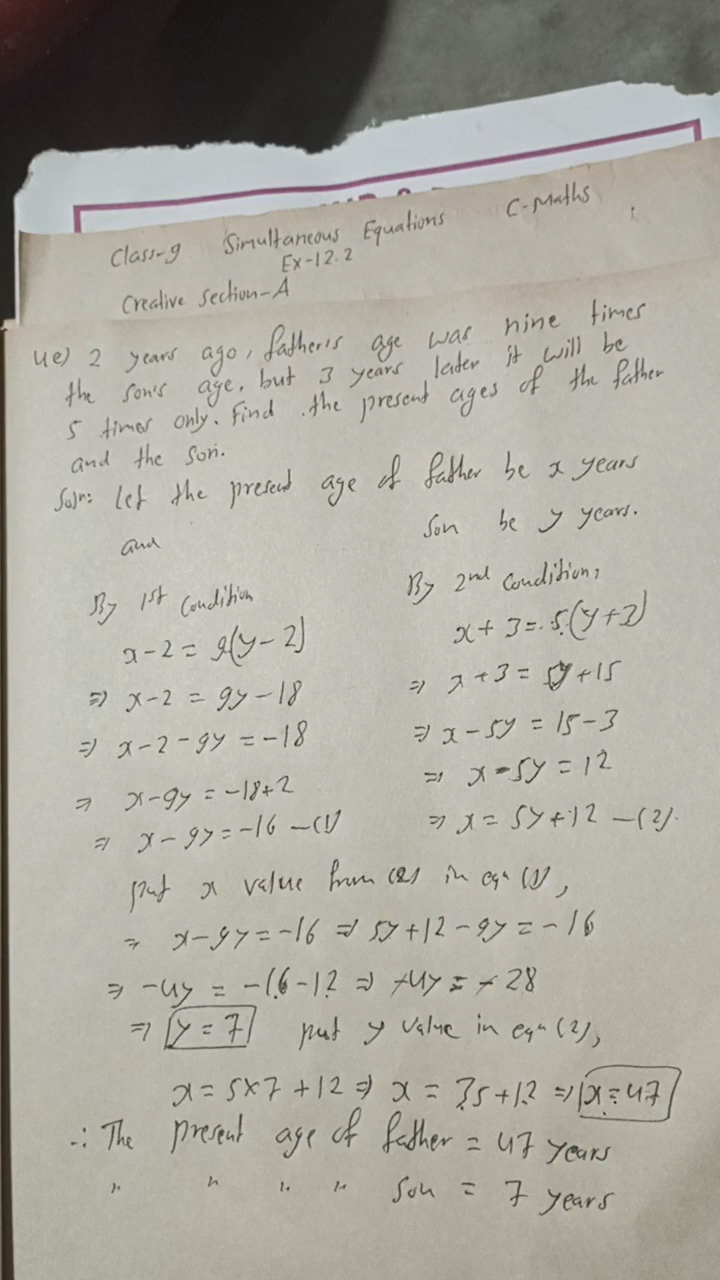 Class-9 Simultaneous Equations C-Maths
Ex-12.2
Creative Section-A
4e) 2 years ago, father's age was nine times
the son's age, but 3 years later it will be
5 times only. Find the present ages of the father
and the son.
Soln: Let the present age of father be x years
and son be y years.
By 1st Condition
x-2 = 9(y-2)
⇒ x-2 = 9y-18
⇒ x-2-9y = -18
⇒ x-9y = -18+2
⇒ x-9y = -16 —(1)
By 2nd Condition,
x+3 = 5(y+3)
⇒ x+3 = 5y+15
⇒ x-5y = 15-3
⇒ x-5y = 12
⇒ x = 5y+12 —(2)
put x value from (2) in eqn (1),
⇒ x-9y = -16 ⇒ 5y+12-9y = -16
⇒ -4y = -16-12 ⇒ -4y = -28
⇒ y = 7 put y value in eqn (2),
x = 5×7+12 ⇒ x = 35+12 ⇒ x = 47
∴ The present age of father = 47 years
" " " " son = 7 years